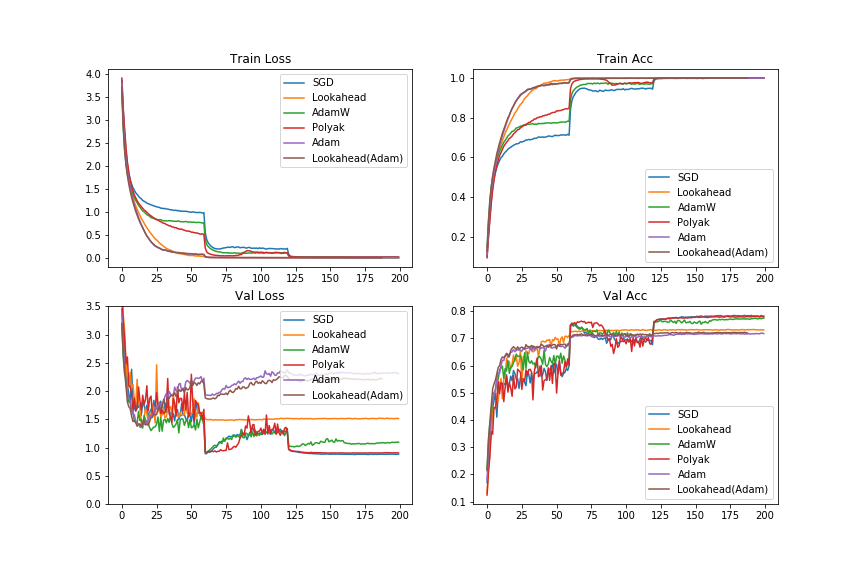 Train Loss
4.0
3.5
3.0
2.5
2.0
1.5
1.0
0.5
0.0
0 25 50 75 100 125 150 175 200
SGD
Lookahead
AdamW
Polyak
Adam
Lookahead(Adam)
Train Acc
1.0
0.8
0.6
0.4
0.2
0 25 50 75 100 125 150 175 200
SGD
Lookahead
AdamW
Polyak
Adam
Lookahead(Adam)
Val Loss
3.5
3.0
2.5
2.0
1.5
1.0
0.5
0.0
0 25 50 75 100 125 150 175 200
SGD
Lookahead
AdamW
Polyak
Adam
Lookahead(Adam)
Val Acc
0.8
0.7
0.6
0.5
0.4
0.3
0.2
0.1
0 25 50 75 100 125 150 175 200
SGD
Lookahead
AdamW
Polyak
Adam
Lookahead(Adam)